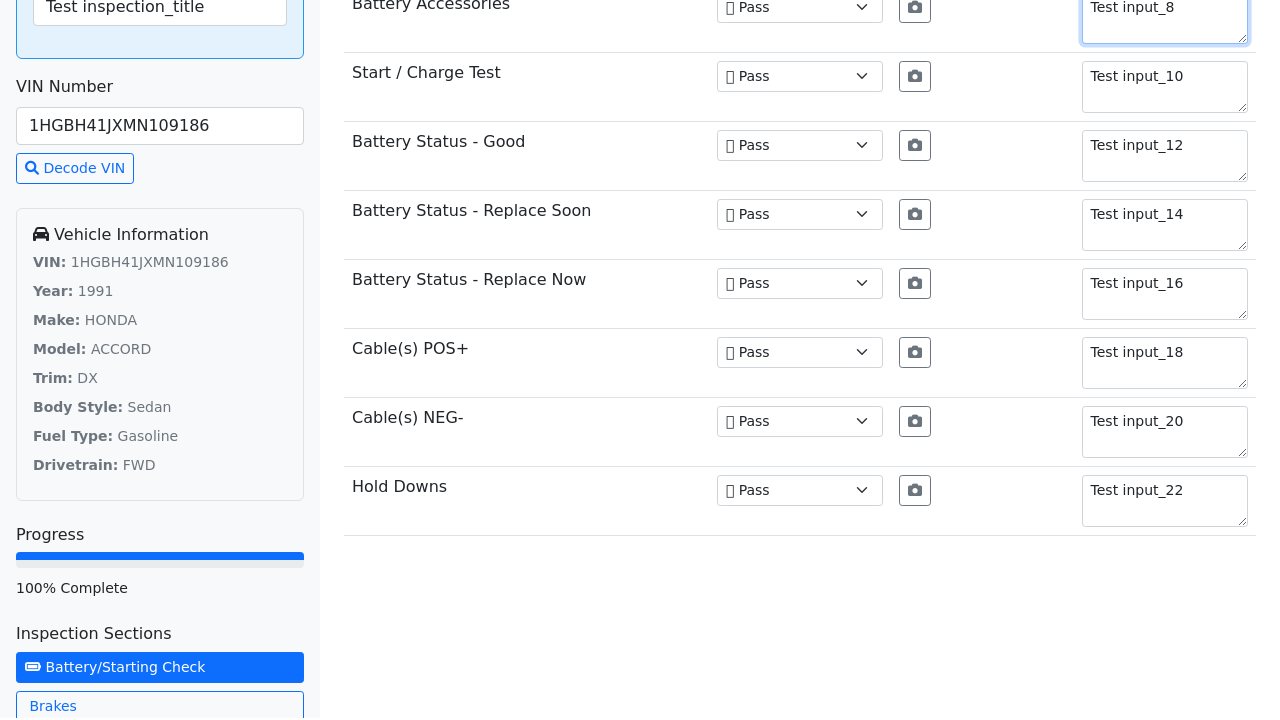 Test inspection_title
VIN Number
1HGBH41JXMN109186
Decode VIN
Vehicle Information
VIN: 1HGBH41JXMN109186
Year: 1991
Make: HONDA
Model: ACCORD
Trim: DX
Body Style: Sedan
Fuel Type: Gasoline
Drivetrain: FWD
Progress
100% Complete
Inspection Sections
Battery/Starting Check
Brakes
Battery Accessories Pass Test input_8
Start / Charge Test Pass Test input_10
Battery Status - Good Pass Test input_12
Battery Status - Replace Soon Pass Test input_14
Battery Status - Replace Now Pass Test input_16
Cable(s) POS+ Pass Test input_18
Cable(s) NEG- Pass Test input_20
Hold Downs Pass Test input_22